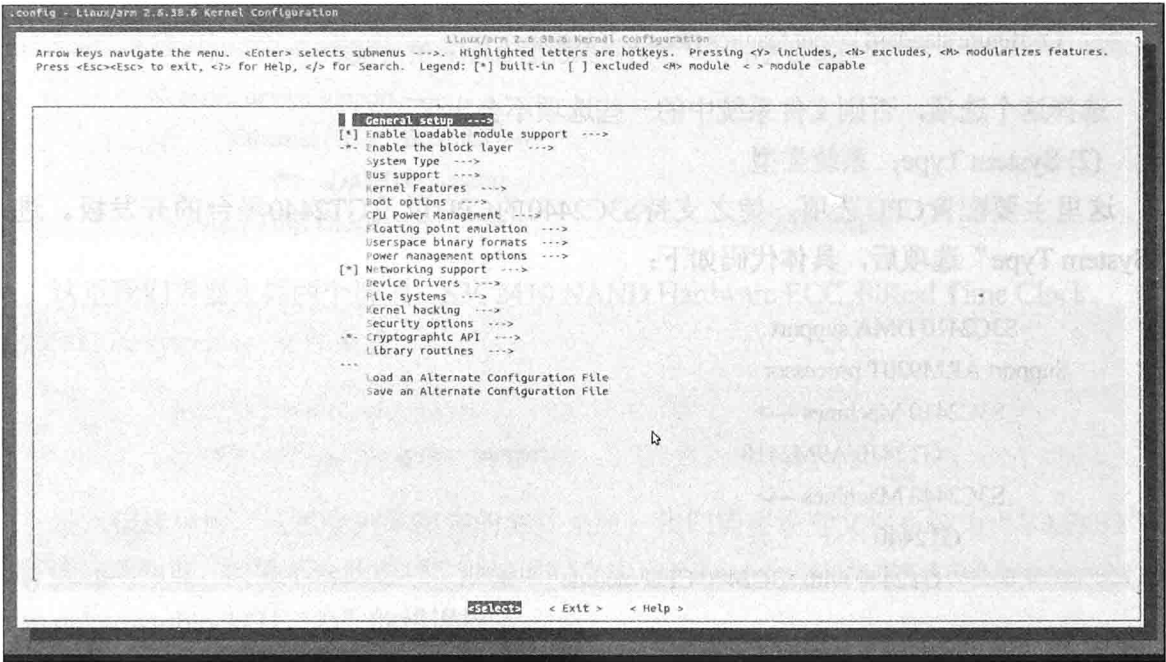 .config - Linux/arm 2.6.38.6 Kernel Configuration
Linux/arm 2.6.38.6 Kernel Configuration
Arrow keys navigate the menu.  <Enter> selects submenus --->.  Highlighted letters are hotkeys.  Pressing <Y> includes, <N> excludes, <M> modularizes features.
Press <Esc><Esc> to exit, <?> for Help, </> for Search.  Legend: [*] built-in  [ ] excluded  <M> module  < > module capable
General setup  --->
[*] Enable loadable module support  --->
-*- Enable the block layer  --->
System Type  --->
Bus support  --->
Kernel Features  --->
Boot options  --->
CPU Power Management  --->
Floating point emulation  --->
Userspace binary formats  --->
Power management options  --->
[*] Networking support  --->
Device Drivers  --->
File systems  --->
Kernel hacking  --->
Security options  --->
-*- Cryptographic API  --->
Library routines  --->
---
Load an Alternate Configuration File
Save an Alternate Configuration File
<Select>    < Exit >    < Help >